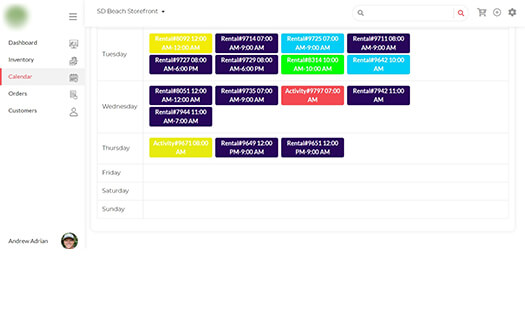 SD Beach Storefront
Dashboard
Inventory
Calendar
Orders
Customers
Andrew Adrian
Tuesday
Rental#8693 12:00 AM-12:00 AM
Rental#9714 07:00 AM-9:00 AM
Rental#9725 07:00 AM-9:00 AM
Rental#9711 08:00 AM-9:00 AM
Rental#9727 08:00 AM-6:00 PM
Rental#9729 08:00 AM-6:00 PM
Rental#8314 10:00 AM-10:00 AM
Rental#9642 10:00 AM
Wednesday
Rental#8051 12:00 AM-12:00 AM
Rental#9735 07:00 AM-9:00 AM
Activity#9797 07:00 AM
Rental#7942 11:00 AM
Rental#7944 11:00 AM-7:00 AM
Thursday
Activity#9671 08:00 AM
Rental#9649 12:00 PM-9:00 AM
Rental#9651 12:00 PM-9:00 AM
Friday
Saturday
Sunday